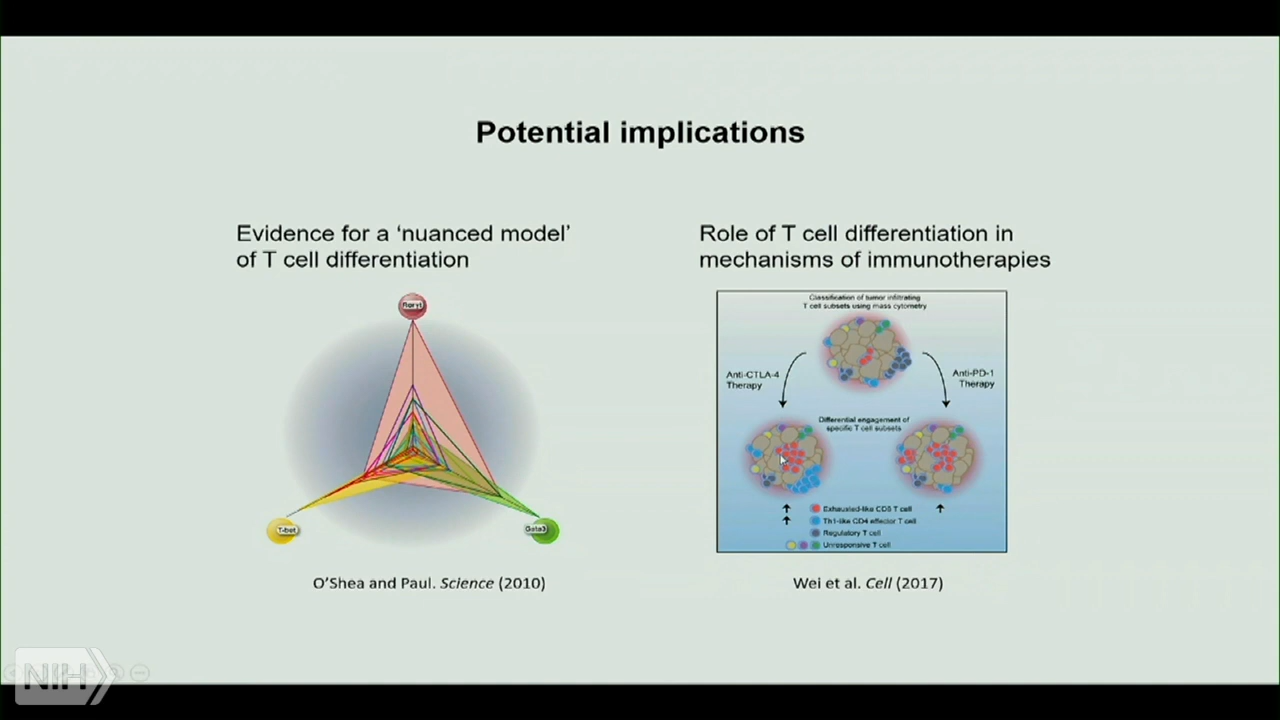 Potential implications
Evidence for a ‘nuanced model’
of T cell differentiation
Rorγt
T-bet
Gata3
O’Shea and Paul. Science (2010)
Role of T cell differentiation in
mechanisms of immunotherapies
Classification of tumor infiltrating
T cell subsets using mass cytometry
Anti-CTLA-4
Therapy
Anti-PD-1
Therapy
Differential engagement of
specific T cell subsets
Exhausted-like CD8 T cell
Th1-like CD4 effector T cell
Regulatory T cell
Unresponsive T cell
Wei et al. Cell (2017)
NIH